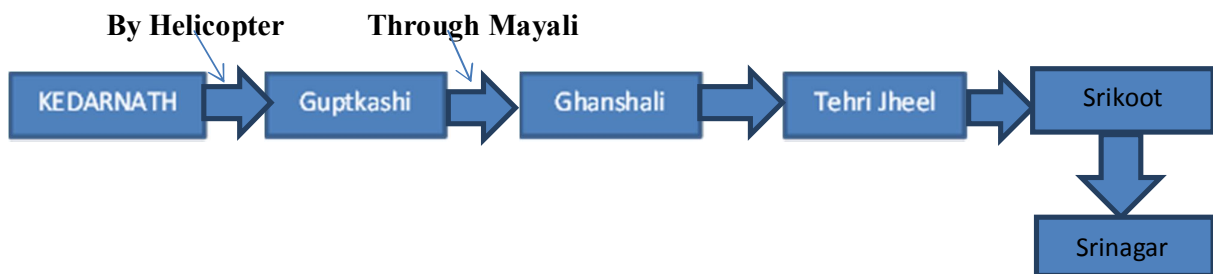 By Helicopter Through Mayali
KEDARNATH Guptkashi Ghanshali Tehri Jheel Srikoot
Srinagar